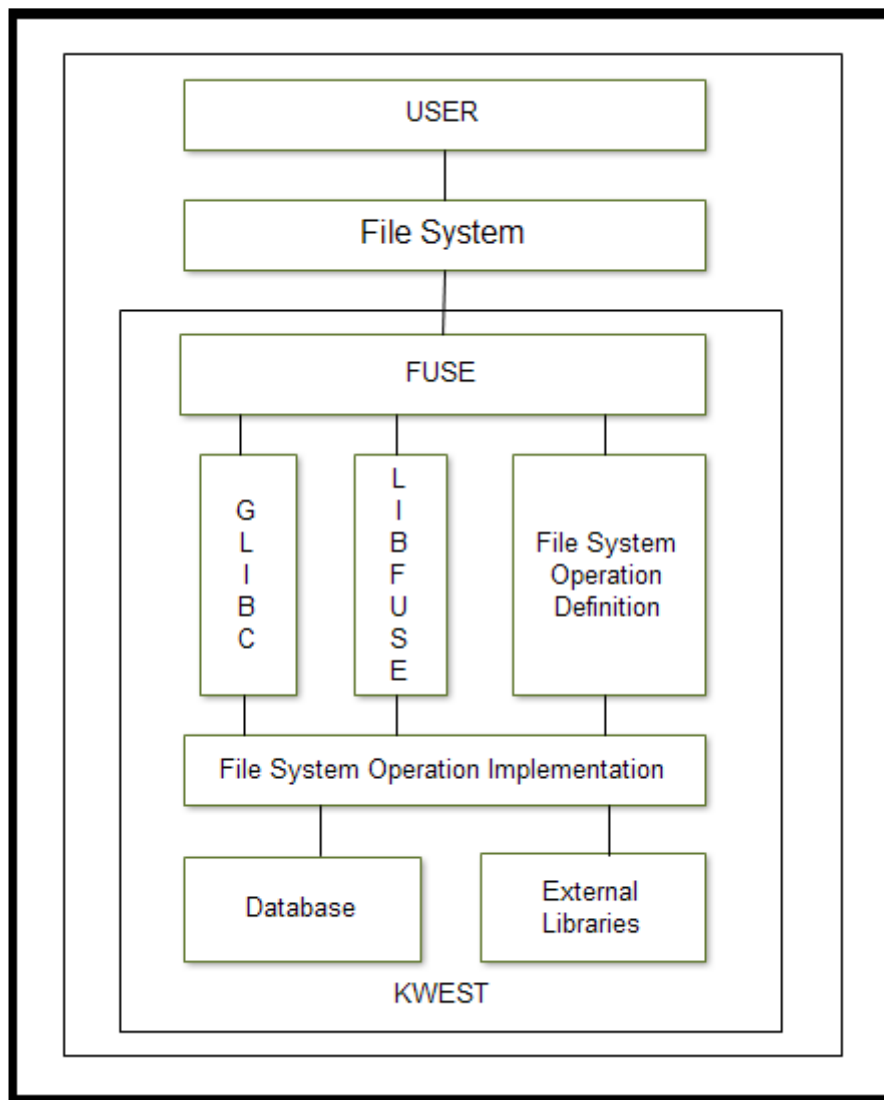 USER
File System
FUSE
G
L
I
B
C
L
I
B
F
U
S
E
File System
Operation
Definition
File System Operation Implementation
Database
External
Libraries
KWEST